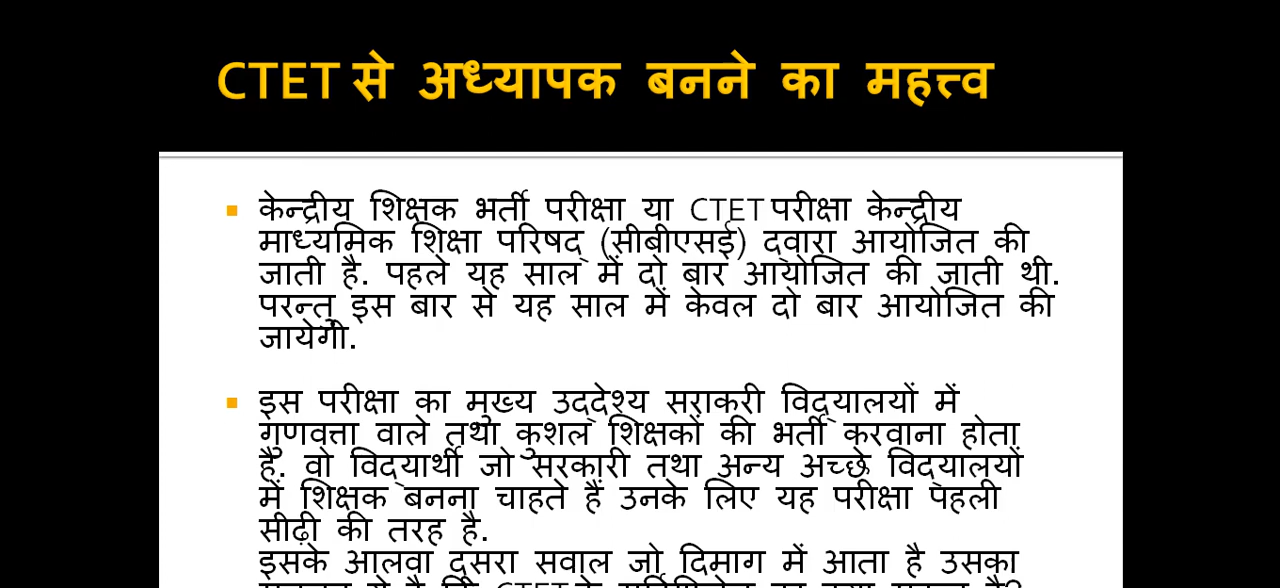 CTET से अध्यापक बनने का महत्त्व
केन्द्रीय शिक्षक भर्ती परीक्षा या CTET परीक्षा केन्द्रीय
माध्यमिक शिक्षा परिषद् (सीबीएसई) द्वारा आयोजित की
जाती है. पहले यह साल में दो बार आयोजित की जाती थी.
परन्तु इस बार से यह साल में केवल दो बार आयोजित की
जायेगी.
इस परीक्षा का मुख्य उद्देश्य सराकरी विद्यालयों में
गुणवत्ता वाले तथा कुशल शिक्षकों की भर्ती करवाना होता
है. वो विद्यार्थी जो सरकारी तथा अन्य अच्छे विद्यालयों
में शिक्षक बनना चाहते हैं उनके लिए यह परीक्षा पहली
सीढ़ी की तरह है.
इसके आलवा दूसरा सवाल जो दिमाग में आता है उसका